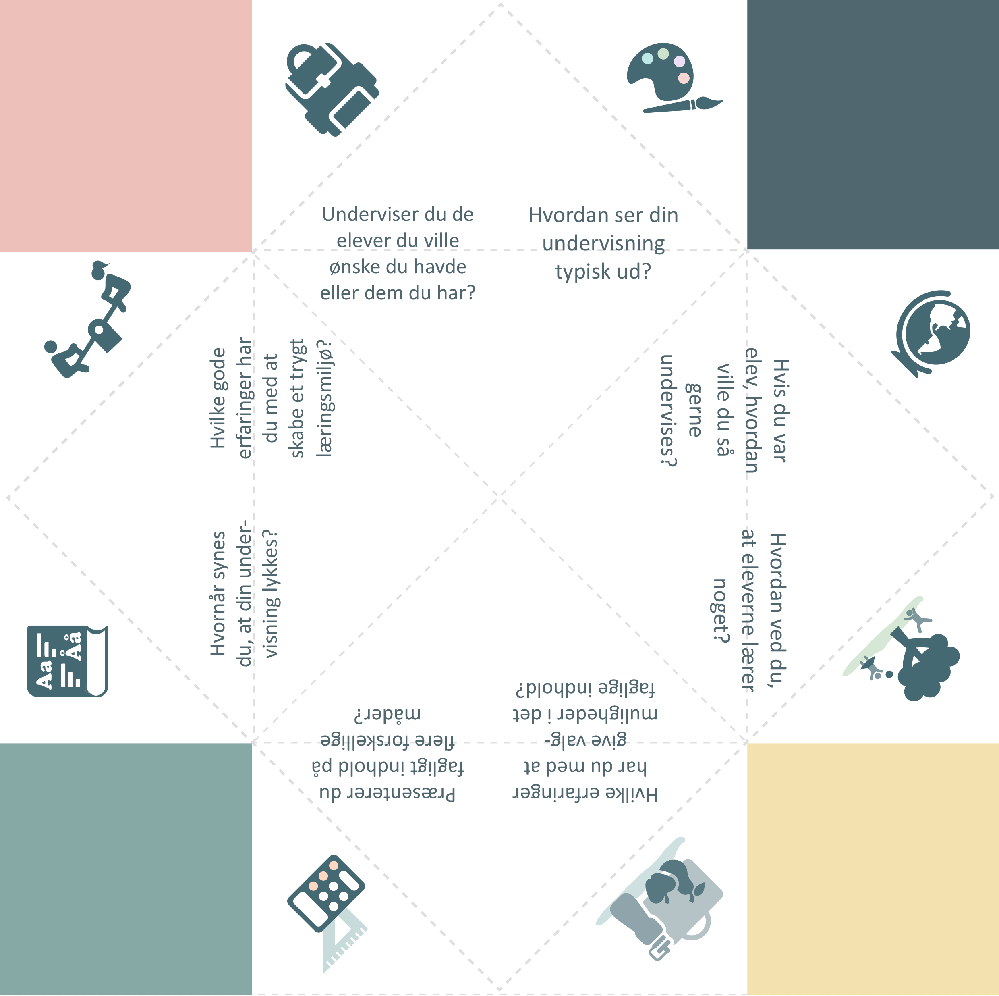 Underviser du de
elever du ville
ønske du havde
eller dem du har?
Hvordan ser din
undervisning
typisk ud?
Hvis du var
elev, hvordan
ville du så
gerne
undervises?
Hvordan ved du,
at eleverne lærer
noget?
Hvilke erfaringer
har du med at
give valg-
muligheder i det
faglige indhold?
Præsenterer du
fagligt indhold på
flere forskellige
måder?
Hvornår synes
du, at din under-
visning lykkes?
Hvilke gode
erfaringer har
du med at
skabe et trygt
læringsmiljø?
Aa
Åå